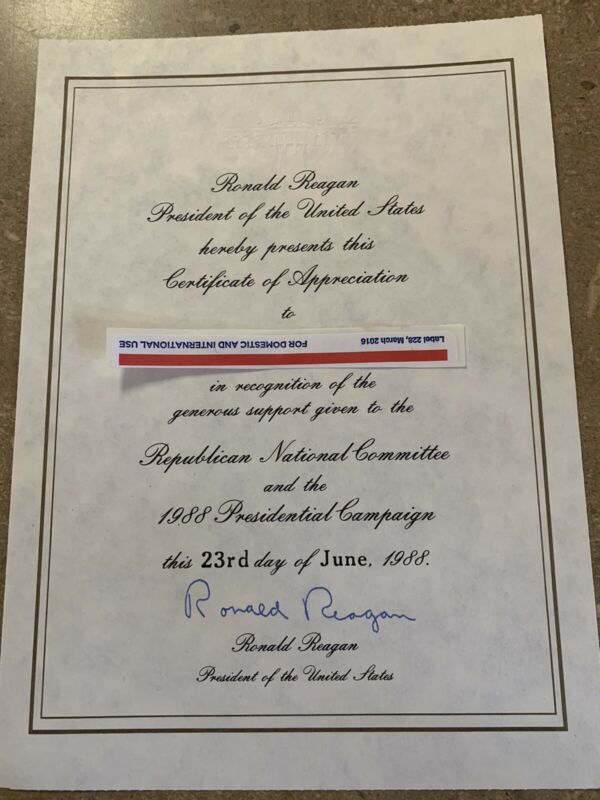 Ronald Reagan
President of the United States
hereby presents this
Certificate of Appreciation
to
Label 228, March 2016 FOR DOMESTIC AND INTERNATIONAL USE
in recognition of the
generous support given to the
Republican National Committee
and the
1988 Presidential Campaign
this 23rd day of June, 1988.
Ronald Reagan
Ronald Reagan
President of the United States